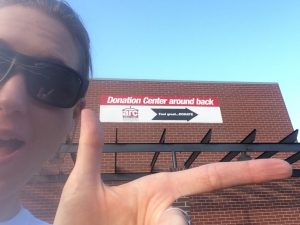 Donation Center around back
arc
Feel great...DONATE